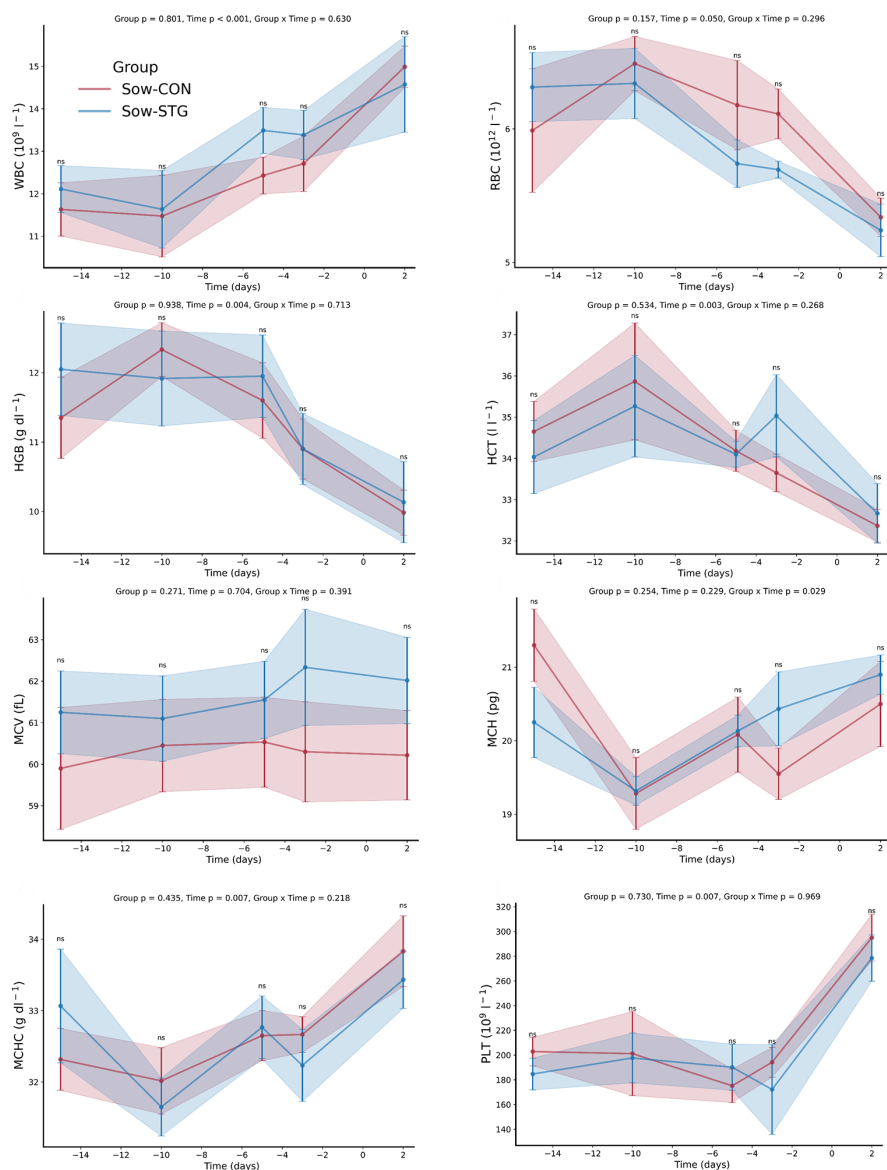 Group p = 0.801, Time p < 0.001, Group x Time p = 0.630
ns
ns
ns
ns
ns
Group
Sow-CON
Sow-STG
WBC (10⁹ l⁻¹)
15
14
13
12
11
−14
−12
−10
−8
−6
−4
−2
0
2
Time (days)
Group p = 0.157, Time p = 0.050, Group x Time p = 0.296
ns
ns
ns
ns
ns
RBC (10¹² l⁻¹)
6
5
−14
−12
−10
−8
−6
−4
−2
0
2
Time (days)
Group p = 0.938, Time p = 0.004, Group x Time p = 0.713
ns
ns
ns
ns
ns
HGB (g dl⁻¹)
12
11
10
−14
−12
−10
−8
−6
−4
−2
0
2
Time (days)
Group p = 0.534, Time p = 0.003, Group x Time p = 0.268
ns
ns
ns
ns
ns
HCT (l l⁻¹)
37
36
35
34
33
32
−14
−12
−10
−8
−6
−4
−2
0
2
Time (days)
Group p = 0.271, Time p = 0.704, Group x Time p = 0.391
ns
ns
ns
ns
ns
MCV (fL)
63
62
61
60
59
−14
−12
−10
−8
−6
−4
−2
0
2
Time (days)
Group p = 0.254, Time p = 0.229, Group x Time p = 0.029
ns
ns
ns
ns
ns
MCH (pg)
21
20
19
−14
−12
−10
−8
−6
−4
−2
0
2
Time (days)
Group p = 0.435, Time p = 0.007, Group x Time p = 0.218
ns
ns
ns
ns
ns
MCHC (g dl⁻¹)
34
33
32
−14
−12
−10
−8
−6
−4
−2
0
2
Time (days)
Group p = 0.730, Time p = 0.007, Group x Time p = 0.969
ns
ns
ns
ns
ns
PLT (10⁹ l⁻¹)
320
300
280
260
240
220
200
180
160
140
−14
−12
−10
−8
−6
−4
−2
0
2
Time (days)